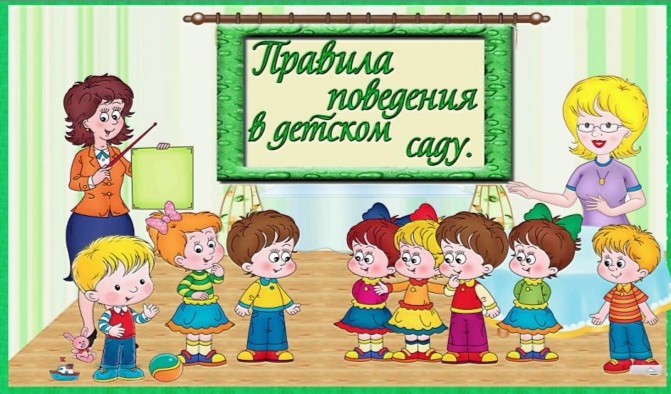 Правила
поведения
в детском
саду.